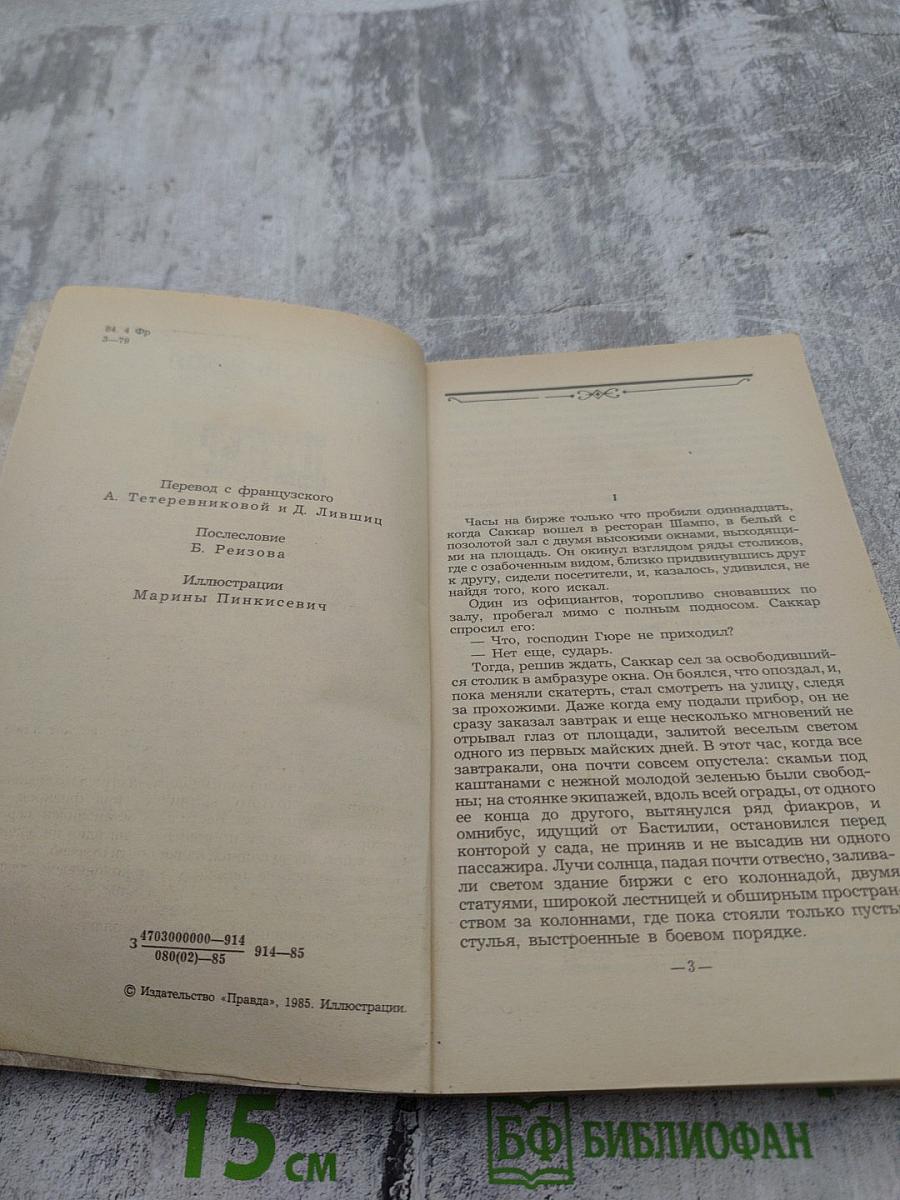 84. 4 Фр
З—79
Перевод с французского
А. Тетеревниковой и Д. Лившиц
Послесловие
Б. Реизова
Иллюстрации
Марины Пинкисевич
З 4703000000—914
080(02)—85
914—85
© Издательство «Правда», 1985. Иллюстрации.
I
Часы на бирже только что пробили одиннадцать,
когда Саккар вошел в ресторан Шампо, в белый с
позолотой зал с двумя высокими окнами, выходящи-
ми на площадь. Он окинул взглядом ряды столиков,
где с озабоченным видом, близко придвинувшись друг
к другу, сидели посетители, и, казалось, удивился, не
найдя того, кого искал.
Один из официантов, торопливо сновавших по
залу, пробегал мимо с полным подносом. Саккар
спросил его:
— Что, господин Гюре не приходил?
— Нет еще, сударь.
Тогда, решив ждать, Саккар сел за освободивший-
ся столик в амбразуре окна. Он боялся, что опоздал, и,
пока меняли скатерть, стал смотреть на улицу, следя
за прохожими. Даже когда ему подали прибор, он не
сразу заказал завтрак и еще несколько мгновений не
отрывал глаз от площади, залитой веселым светом
одного из первых майских дней. В этот час, когда все
завтракали, она почти совсем опустела: скамьи под
каштанами с нежной молодой зеленью были свобод-
ны; на стоянке экипажей, вдоль всей ограды, от одного
ее конца до другого, вытянулся ряд фиакров, и
омнибус, идущий от Бастилии, остановился перед
конторой у сада, не приняв и не высадив ни одного
пассажира. Лучи солнца, падая почти отвесно, залива-
ли светом здание биржи с его колоннадой, двумя
статуями, широкой лестницей и обширным простран-
ством за колоннами, где пока стояли только пусты
стулья, выстроенные в боевом порядке.
—3—
15 см
БФ БИБЛИОФАН